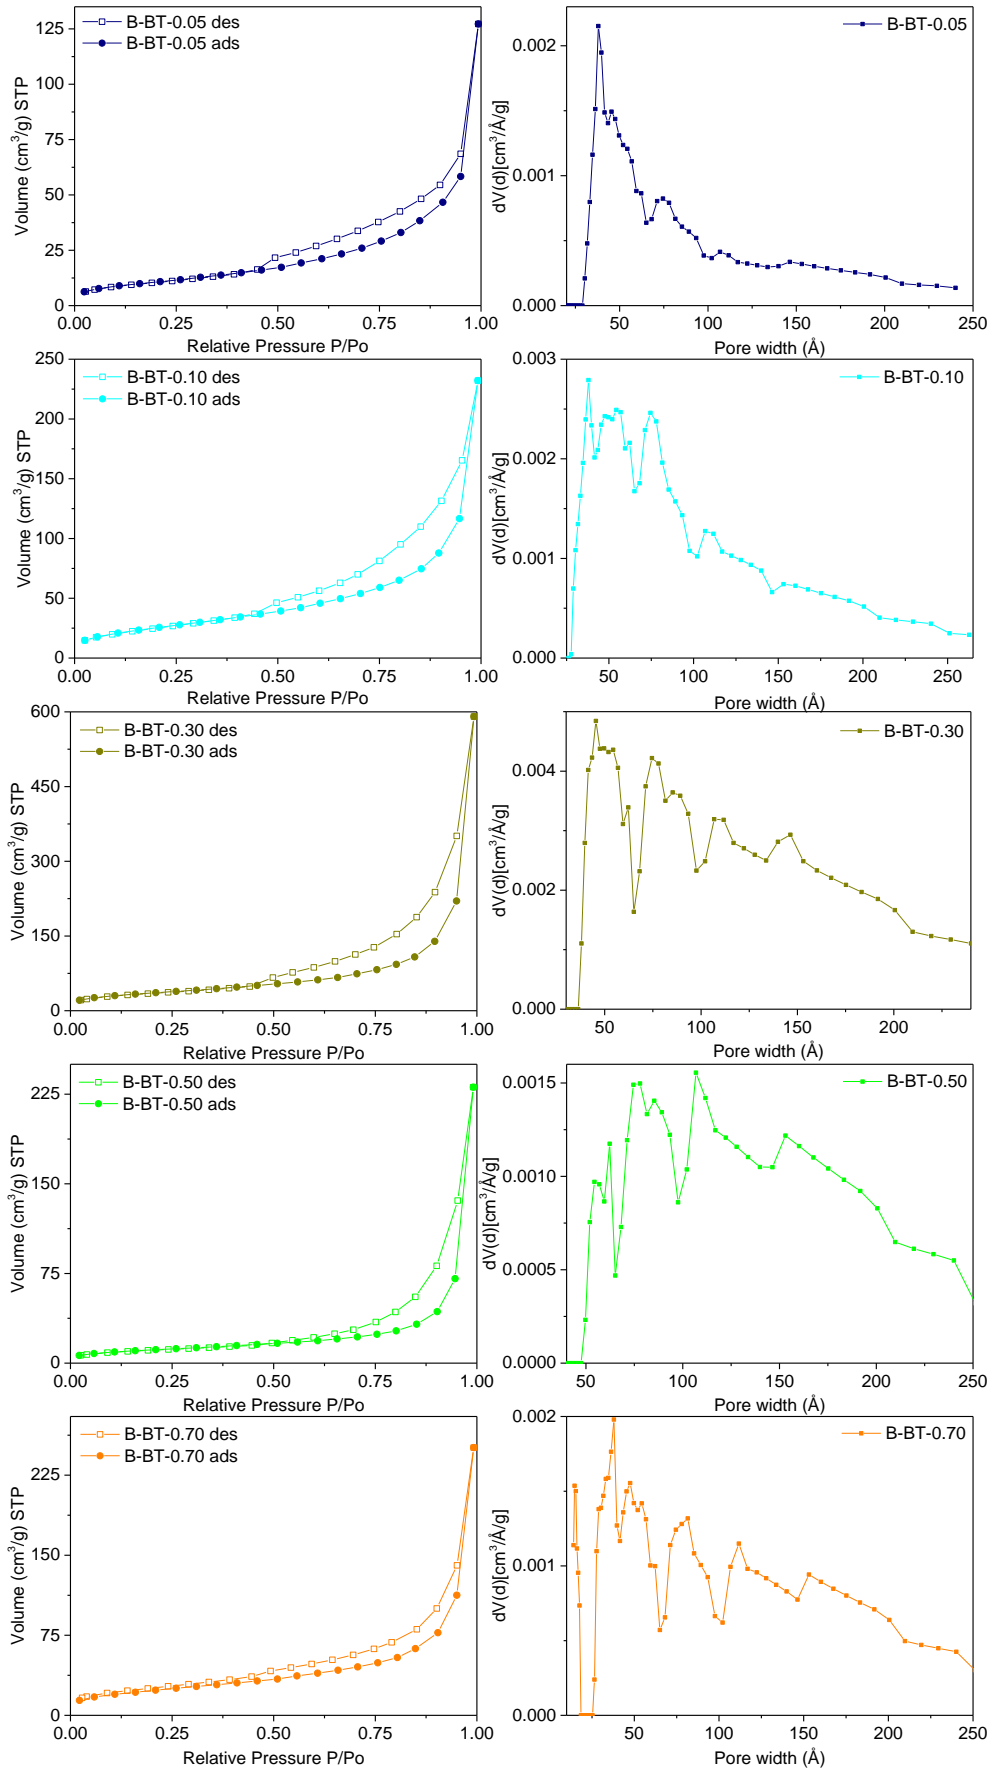 B-BT-0.05 des
B-BT-0.05 ads
125
100
75
50
25
0
Volume (cm³/g) STP
0.00 0.25 0.50 0.75 1.00
Relative Pressure P/Po
B-BT-0.05
0.002
0.001
0.000
dV(d)[cm³/Å/g]
50 100 150 200 250
Pore width (Å)
B-BT-0.10 des
B-BT-0.10 ads
250
200
150
100
50
0
Volume (cm³/g) STP
0.00 0.25 0.50 0.75 1.00
Relative Pressure P/Po
B-BT-0.10
0.003
0.002
0.001
0.000
dV(d)[cm³/Å/g]
50 100 150 200 250
Pore width (Å)
B-BT-0.30 des
B-BT-0.30 ads
600
450
300
150
0
Volume (cm³/g) STP
0.00 0.25 0.50 0.75 1.00
Relative Pressure P/Po
B-BT-0.30
0.004
0.002
0.000
dV(d)[cm³/Å/g]
50 100 150 200
Pore width (Å)
B-BT-0.50 des
B-BT-0.50 ads
225
150
75
0
Volume (cm³/g) STP
0.00 0.25 0.50 0.75 1.00
Relative Pressure P/Po
B-BT-0.50
0.0015
0.0010
0.0005
0.0000
dV(d)[cm³/Å/g]
50 100 150 200 250
Pore width (Å)
B-BT-0.70 des
B-BT-0.70 ads
225
150
75
0
Volume (cm³/g) STP
0.00 0.25 0.50 0.75 1.00
Relative Pressure P/Po
B-BT-0.70
0.002
0.001
0.000
dV(d)[cm³/Å/g]
50 100 150 200 250
Pore width (Å)